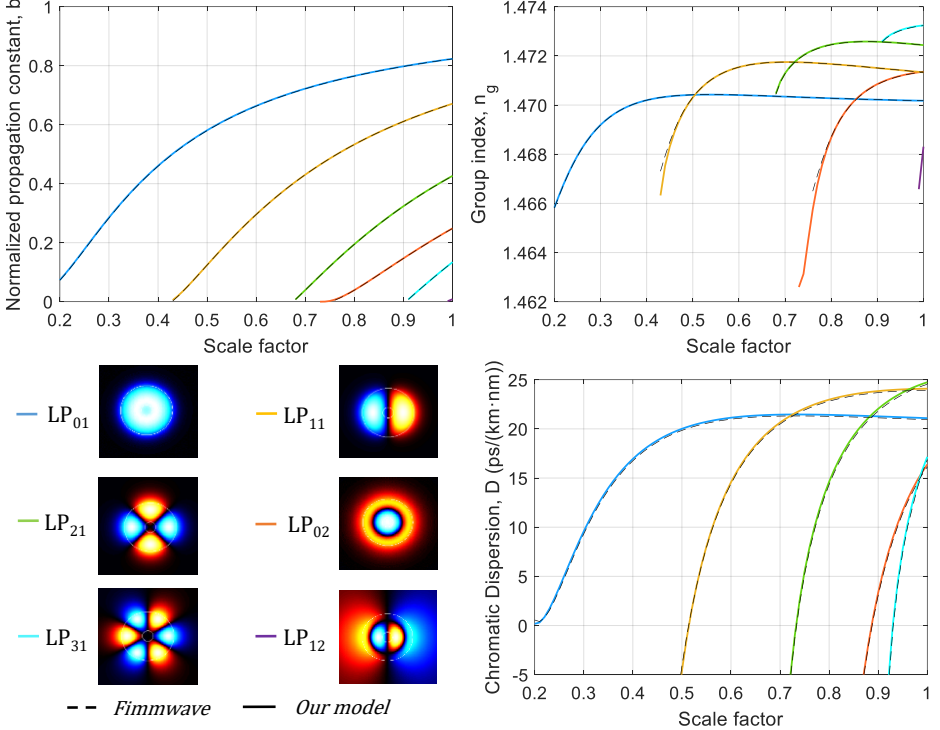 Normalized propagation constant, b
1
0.8
0.6
0.4
0.2
0
0.2 0.3 0.4 0.5 0.6 0.7 0.8 0.9 1
Scale factor
Group index, n_g
1.474
1.472
1.470
1.468
1.466
1.464
1.462
0.2 0.3 0.4 0.5 0.6 0.7 0.8 0.9 1
Scale factor
LP01
LP11
LP21
LP02
LP31
LP12
Fimmwave
Our model
Chromatic Dispersion, D (ps/(km·nm))
25
20
15
10
5
0
-5
0.2 0.3 0.4 0.5 0.6 0.7 0.8 0.9 1
Scale factor